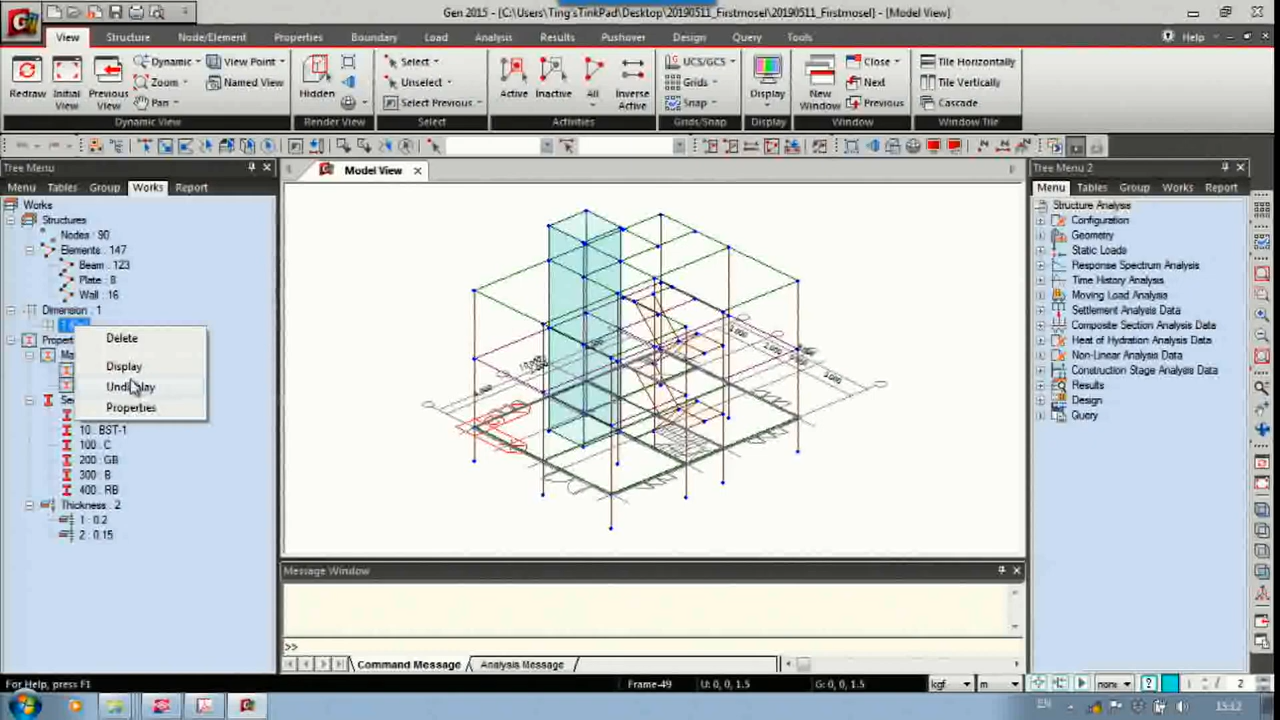 Gen 2015 - [C:\Users\Ting'sTinkPad\Desktop\20190511_Firstmosel\20190511_Firstmosel] - [Model View]
View Structure Node/Element Properties Boundary Load Analysis Results Pushover Design Query Tools Help
Redraw Initial View Previous View Dynamic Zoom Pan View Point Named View
Hidden
Select Unselect Select Previous
Active Inactive All Inverse Active
UCS/GCS Grids Snap
Display
New Window Close Next Previous
Tile Horizontally Tile Vertically Cascade
Dynamic View Render View Select Activities Grids/Snap Display Window Window Tile
Tree Menu
Menu Tables Group Works Report
Works
Structures
Nodes : 90
Elements : 147
Beam : 123
Plate : 8
Wall : 16
Dimension : 1
Delete
Display
Undisplay
Properties
10 : BST-1
100 : C
200 : GB
300 : B
400 : RB
Thickness : 2
1 : 0.2
2 : 0.15
Model View
Message Window
>>
Command Message Analysis Message
Tree Menu 2
Menu Tables Group Works Report
Structure Analysis
Configuration
Geometry
Static Loads
Response Spectrum Analysis
Time History Analysis
Moving Load Analysis
Settlement Analysis Data
Composite Section Analysis Data
Heat of Hydration Analysis Data
Non-Linear Analysis Data
Construction Stage Analysis Data
Results
Design
Query
For Help, press F1 Frame-49 U: 0, 0, 1.5 G: 0, 0, 1.5 kgf m none ? 1 / 2
EN 15:12